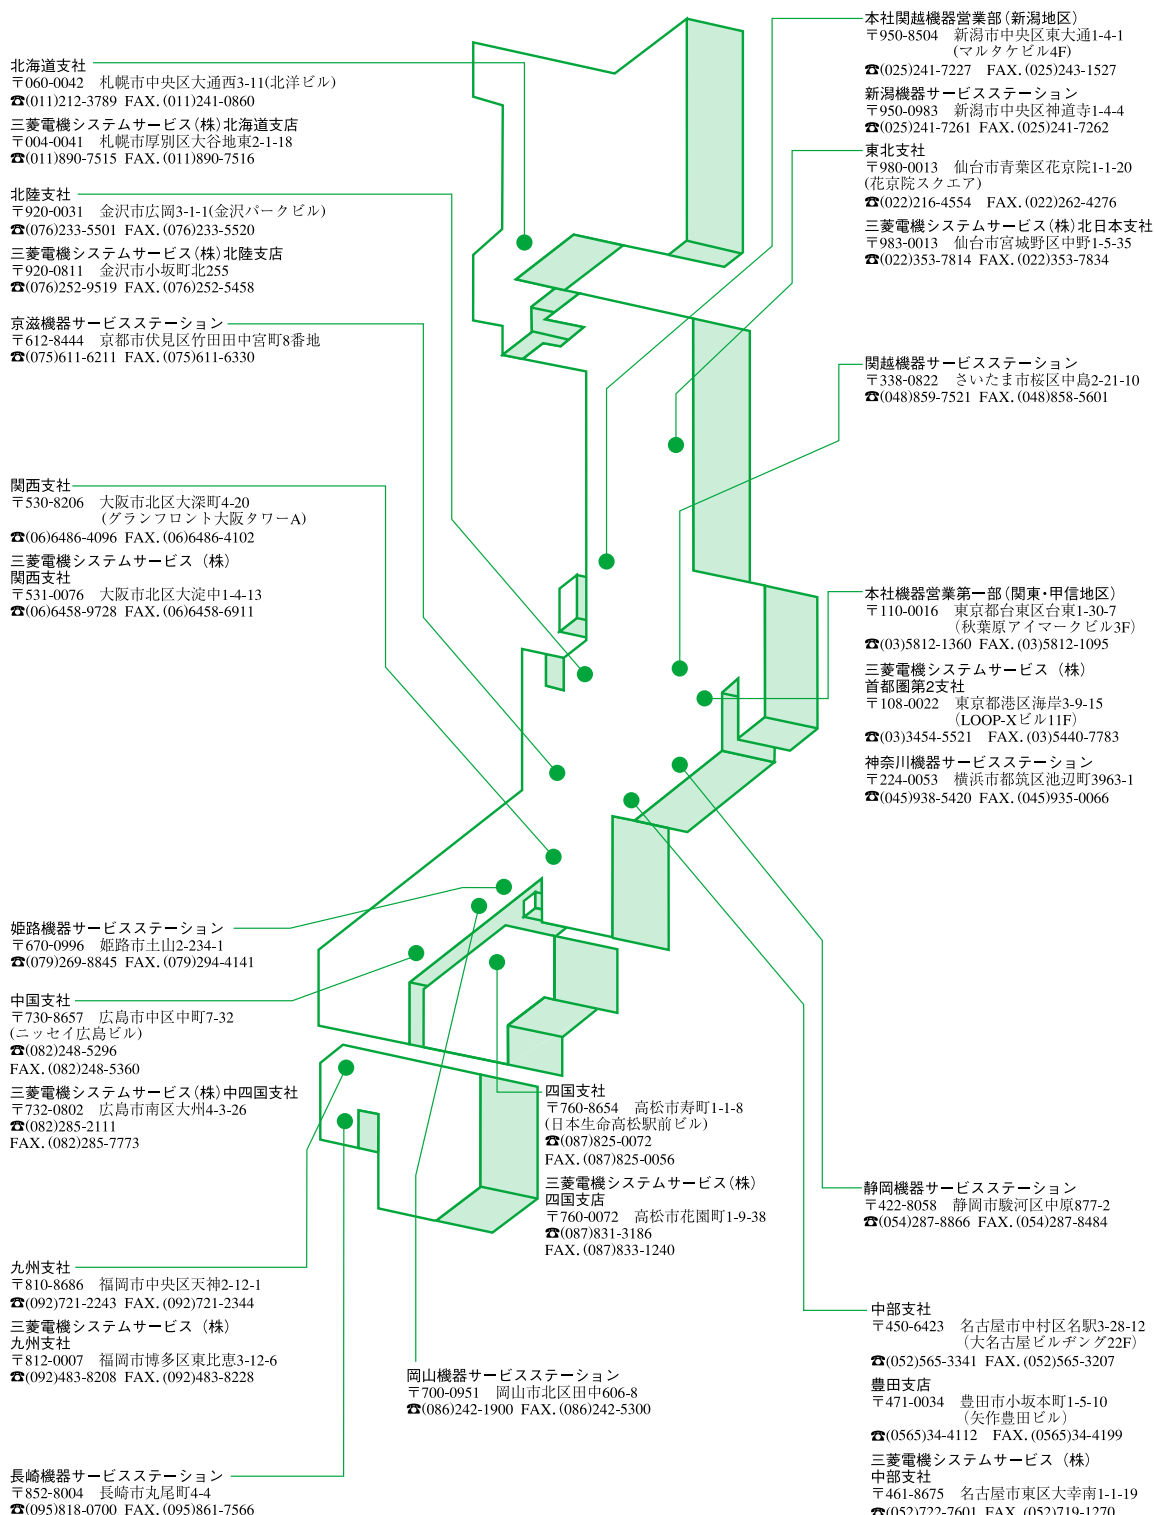 北海道支社
〒060-0042 札幌市中央区大通西3-11(北洋ビル)
☎(011)212-3789 FAX.(011)241-0860
三菱電機システムサービス(株)北海道支店
〒004-0041 札幌市厚別区大谷地東2-1-18
☎(011)890-7515 FAX.(011)890-7516
北陸支社
〒920-0031 金沢市広岡3-1-1(金沢パークビル)
☎(076)233-5501 FAX.(076)233-5520
三菱電機システムサービス(株)北陸支店
〒920-0811 金沢市小坂町北255
☎(076)252-9519 FAX.(076)252-5458
京滋機器サービスステーション
〒612-8444 京都市伏見区竹田田中宮町8番地
☎(075)611-6211 FAX.(075)611-6330
関西支社
〒530-8206 大阪市北区大深町4-20
(グランフロント大阪タワーA)
☎(06)6486-4096 FAX.(06)6486-4102
三菱電機システムサービス(株)
関西支社
〒531-0076 大阪市北区大淀中1-4-13
☎(06)6458-9728 FAX.(06)6458-6911
姫路機器サービスステーション
〒670-0996 姫路市土山2-234-1
☎(079)269-8845 FAX.(079)294-4141
中国支社
〒730-8657 広島市中区中町7-32
(ニッセイ広島ビル)
☎(082)248-5296
FAX.(082)248-5360
三菱電機システムサービス(株)中四国支社
〒732-0802 広島市南区大州4-3-26
☎(082)285-2111
FAX.(082)285-7773
九州支社
〒810-8686 福岡市中央区天神2-12-1
☎(092)721-2243 FAX.(092)721-2344
三菱電機システムサービス(株)
九州支社
〒812-0007 福岡市博多区東比恵3-12-6
☎(092)483-8208 FAX.(092)483-8228
長崎機器サービスステーション
〒852-8004 長崎市丸尾町4-4
☎(095)818-0700 FAX.(095)861-7566
岡山機器サービスステーション
〒700-0951 岡山市北区田中606-8
☎(086)242-1900 FAX.(086)242-5300
四国支社
〒760-8654 高松市寿町1-1-8
(日本生命高松駅前ビル)
☎(087)825-0072
FAX.(087)825-0056
三菱電機システムサービス(株)
四国支店
〒760-0072 高松市花園町1-9-38
☎(087)831-3186
FAX.(087)833-1240
本社関越機器営業部(新潟地区)
〒950-8504 新潟市中央区東大通1-4-1
(マルタケビル4F)
☎(025)241-7227 FAX.(025)243-1527
新潟機器サービスステーション
〒950-0983 新潟市中央区神道寺1-4-4
☎(025)241-7261 FAX.(025)241-7262
東北支社
〒980-0013 仙台市青葉区花京院1-1-20
(花京院スクエア)
☎(022)216-4554 FAX.(022)262-4276
三菱電機システムサービス(株)北日本支社
〒983-0013 仙台市宮城野区中野1-5-35
☎(022)353-7814 FAX.(022)353-7834
関越機器サービスステーション
〒338-0822 さいたま市桜区中島2-21-10
☎(048)859-7521 FAX.(048)858-5601
本社機器営業第一部(関東・甲信地区)
〒110-0016 東京都台東区台東1-30-7
(秋葉原アイマークビル3F)
☎(03)5812-1360 FAX.(03)5812-1095
三菱電機システムサービス(株)
首都圏第2支社
〒108-0022 東京都港区海岸3-9-15
(LOOP-Xビル11F)
☎(03)3454-5521 FAX.(03)5440-7783
神奈川機器サービスステーション
〒224-0053 横浜市都筑区池辺町3963-1
☎(045)938-5420 FAX.(045)935-0066
静岡機器サービスステーション
〒422-8058 静岡市駿河区中原877-2
☎(054)287-8866 FAX.(054)287-8484
中部支社
〒450-6423 名古屋市中村区名駅3-28-12
(大名古屋ビルヂング22F)
☎(052)565-3341 FAX.(052)565-3207
豊田支店
〒471-0034 豊田市小坂本町1-5-10
(矢作豊田ビル)
☎(0565)34-4112 FAX.(0565)34-4199
三菱電機システムサービス(株)
中部支社
〒461-8675 名古屋市東区大幸南1-1-19
☎(052)722-7601 FAX.(052)719-1270